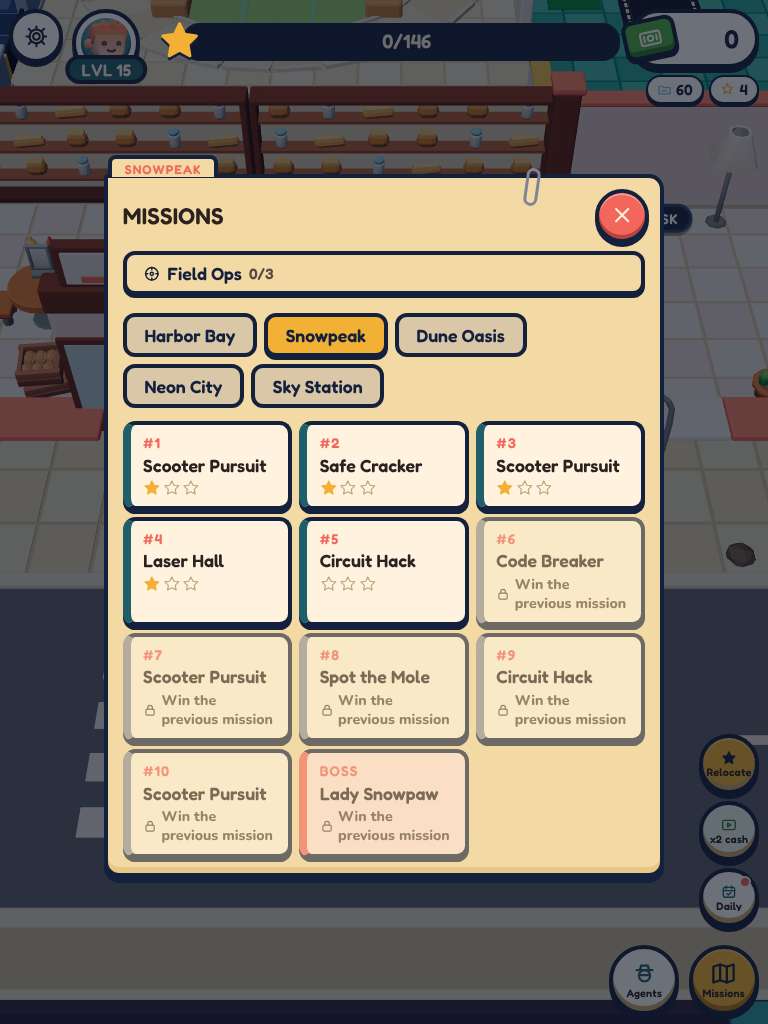 LVL 15
0/146
0
60
4
SNOWPEAK
MISSIONS
SK
Field Ops 0/3
Harbor Bay
Snowpeak
Dune Oasis
Neon City
Sky Station
#1
Scooter Pursuit
#2
Safe Cracker
#3
Scooter Pursuit
#4
Laser Hall
#5
Circuit Hack
#6
Code Breaker
Win the
previous mission
#7
Scooter Pursuit
Win the
previous mission
#8
Spot the Mole
Win the
previous mission
#9
Circuit Hack
Win the
previous mission
#10
Scooter Pursuit
Win the
previous mission
BOSS
Lady Snowpaw
Win the
previous mission
Relocate
x2 cash
Daily
Agents
Missions